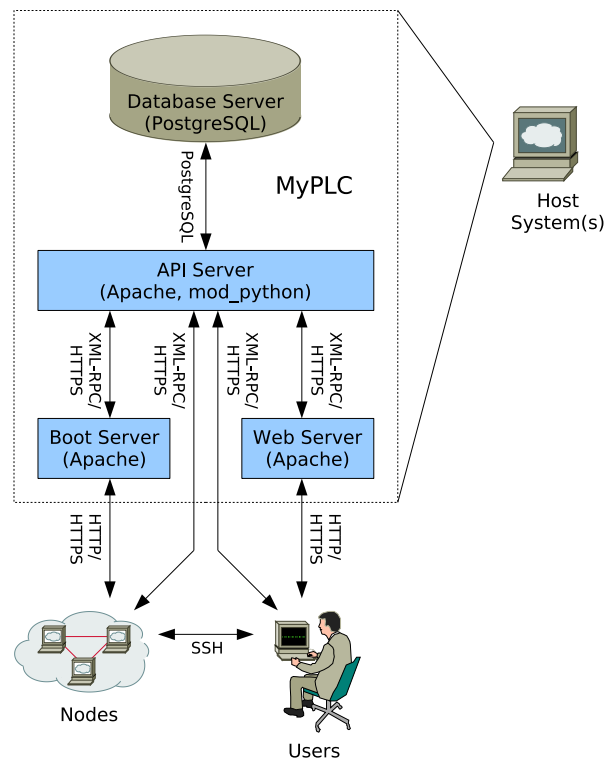 Database Server
(PostgreSQL)
PostgreSQL
MyPLC
Host
System(s)
API Server
(Apache, mod_python)
XML-RPC/
HTTPS
XML-RPC/
HTTPS
XML-RPC/
HTTPS
XML-RPC/
HTTPS
Boot Server
(Apache)
Web Server
(Apache)
HTTP/
HTTPS
HTTP/
HTTPS
SSH
Nodes
Users